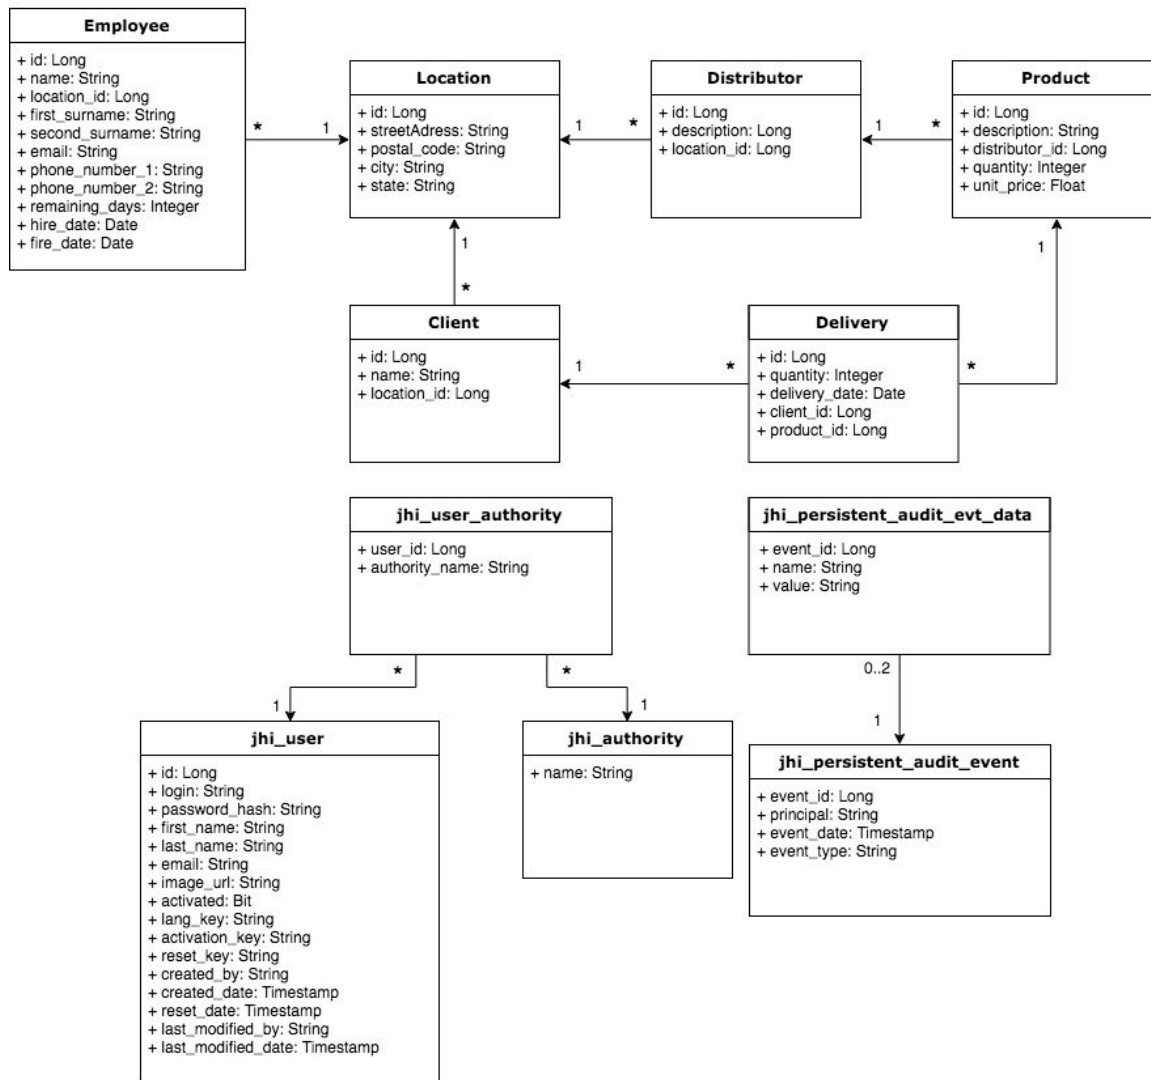 Employee
+ id: Long
+ name: String
+ location_id: Long
+ first_surname: String
+ second_surname: String
+ email: String
+ phone_number_1: String
+ phone_number_2: String
+ remaining_days: Integer
+ hire_date: Date
+ fire_date: Date
*
1
Location
+ id: Long
+ streetAdress: String
+ postal_code: String
+ city: String
+ state: String
1
*
Distributor
+ id: Long
+ description: Long
+ location_id: Long
1
*
Product
+ id: Long
+ description: String
+ distributor_id: Long
+ quantity: Integer
+ unit_price: Float
1
*
1
Client
+ id: Long
+ name: String
+ location_id: Long
1
*
Delivery
+ id: Long
+ quantity: Integer
+ delivery_date: Date
+ client_id: Long
+ product_id: Long
*
jhi_user_authority
+ user_id: Long
+ authority_name: String
*
*
1
1
jhi_persistent_audit_evt_data
+ event_id: Long
+ name: String
+ value: String
0..2
1
jhi_user
+ id: Long
+ login: String
+ password_hash: String
+ first_name: String
+ last_name: String
+ email: String
+ image_url: String
+ activated: Bit
+ lang_key: String
+ activation_key: String
+ reset_key: String
+ created_by: String
+ created_date: Timestamp
+ reset_date: Timestamp
+ last_modified_by: String
+ last_modified_date: Timestamp
jhi_authority
+ name: String
jhi_persistent_audit_event
+ event_id: Long
+ principal: String
+ event_date: Timestamp
+ event_type: String